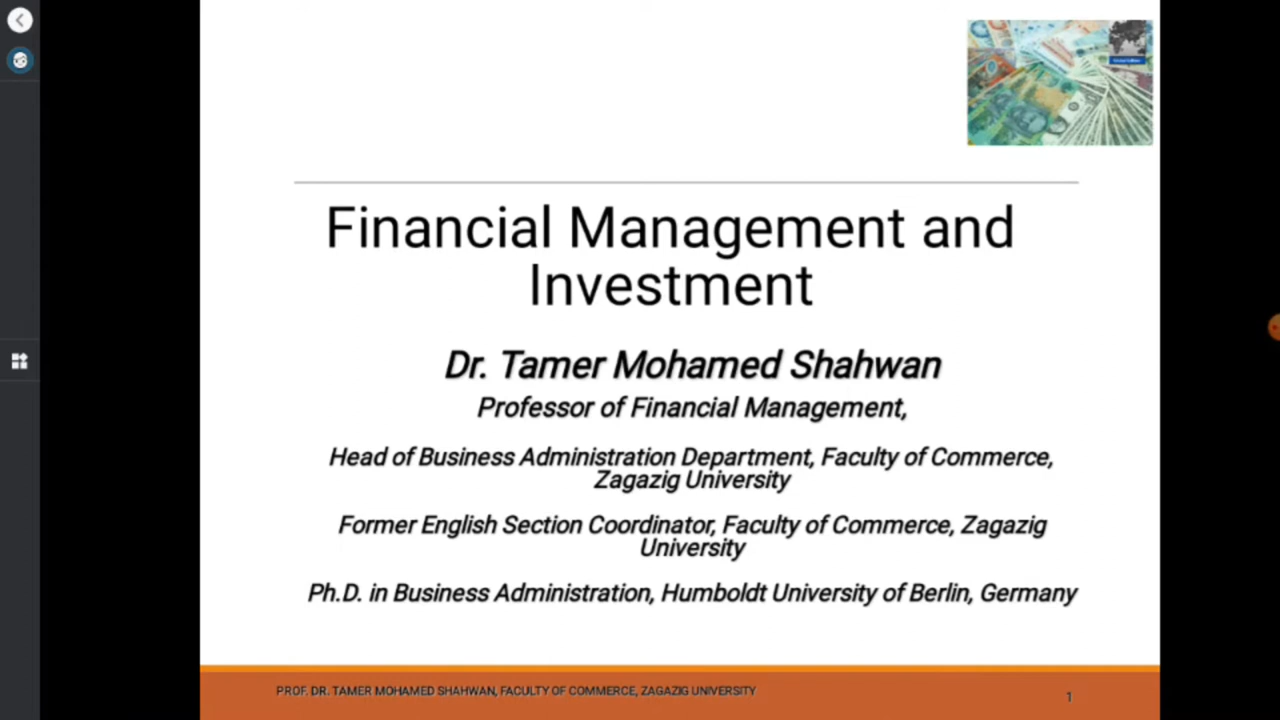 Financial Management and
Investment
Dr. Tamer Mohamed Shahwan
Professor of Financial Management,
Head of Business Administration Department, Faculty of Commerce,
Zagazig University
Former English Section Coordinator, Faculty of Commerce, Zagazig
University
Ph.D. in Business Administration, Humboldt University of Berlin, Germany
PROF. DR. TAMER MOHAMED SHAHWAN, FACULTY OF COMMERCE, ZAGAZIG UNIVERSITY
1